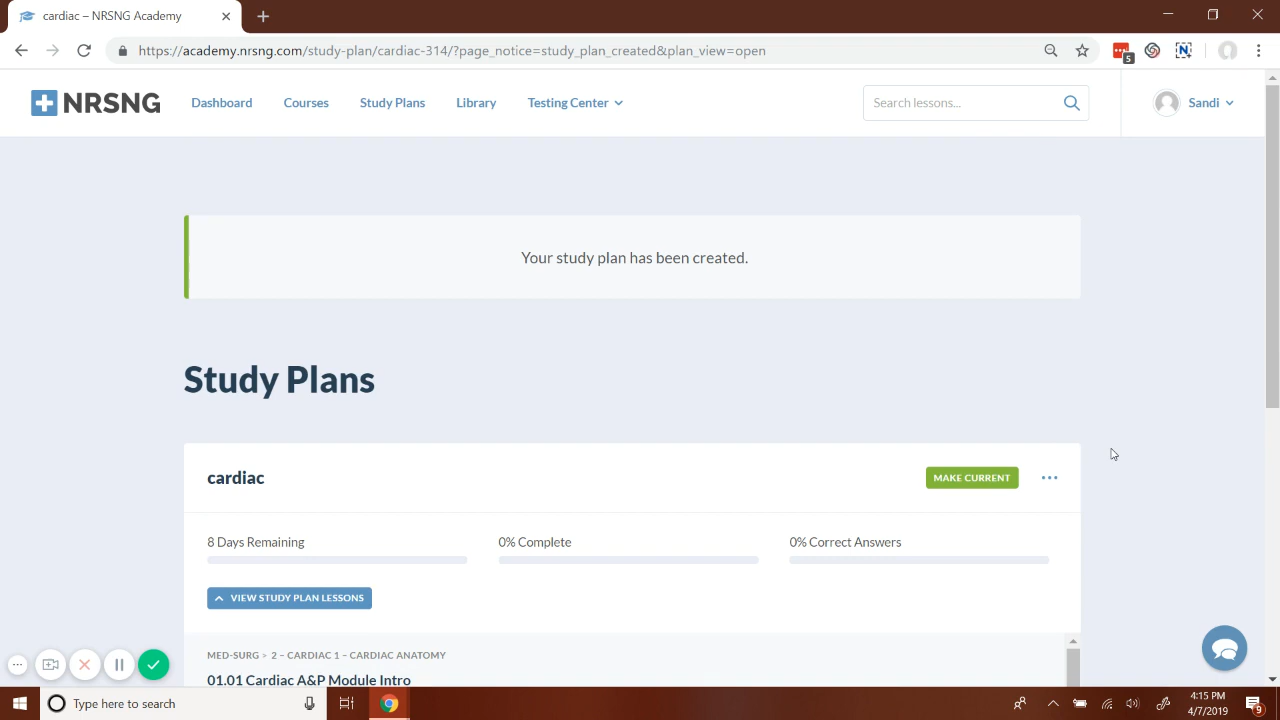 cardiac – NRSNG Academy
https://academy.nrsng.com/study-plan/cardiac-314/?page_notice=study_plan_created&plan_view=open
5
N
NRSNG
Dashboard
Courses
Study Plans
Library
Testing Center
Search lessons...
Sandi
Your study plan has been created.
Study Plans
cardiac
MAKE CURRENT
8 Days Remaining
0% Complete
0% Correct Answers
VIEW STUDY PLAN LESSONS
MED-SURG > 2 – CARDIAC 1 – CARDIAC ANATOMY
01.01 Cardiac A&P Module Intro
Type here to search
4:15 PM
4/7/2019
9